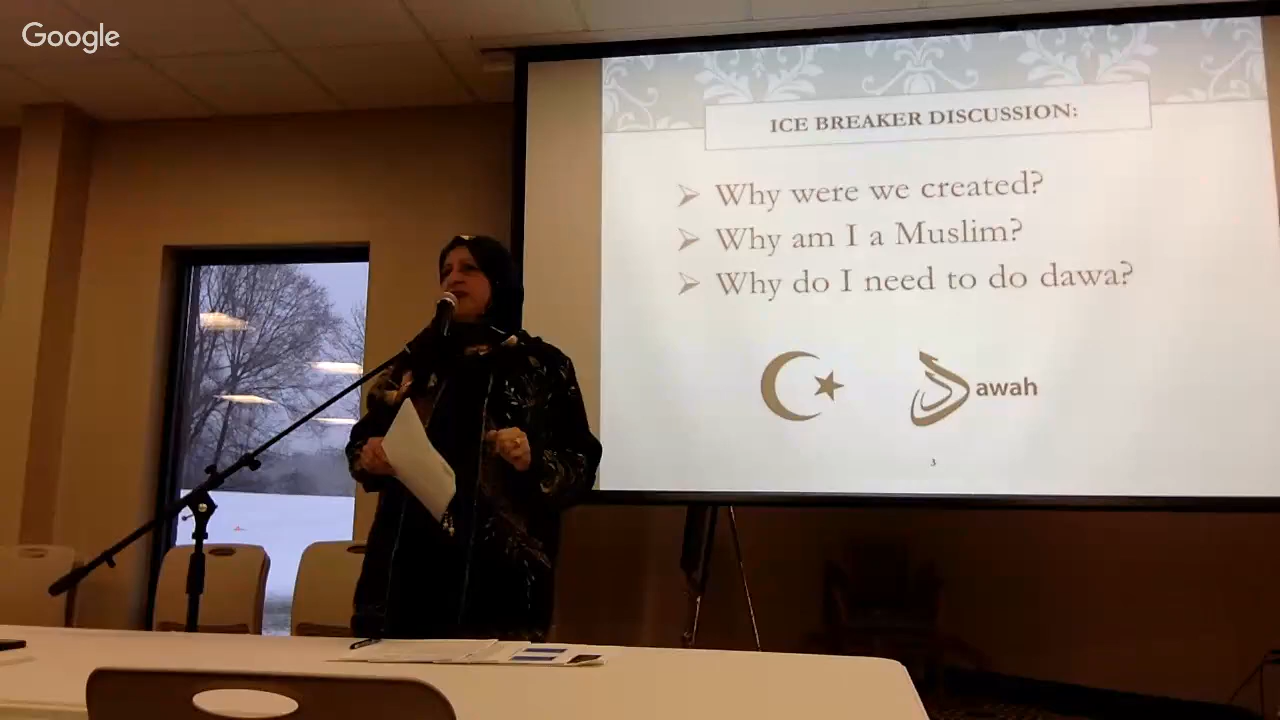 Google
ICE BREAKER DISCUSSION:
Why were we created?
Why am I a Muslim?
Why do I need to do dawa?
د awah
3